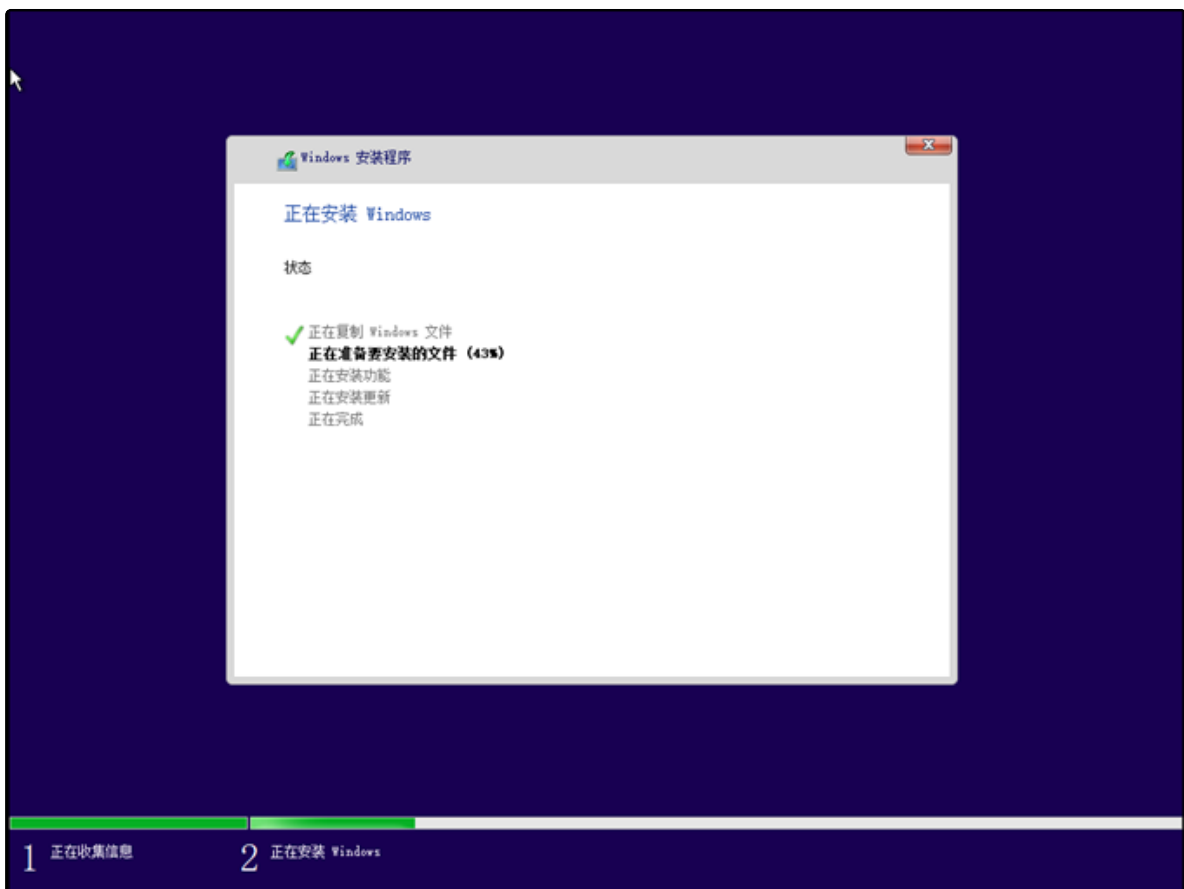 Windows 安装程序
正在安装 Windows
状态
正在复制 Windows 文件
正在准备要安装的文件 (43%)
正在安装功能
正在安装更新
正在完成
1 正在收集信息
2 正在安装 Windows